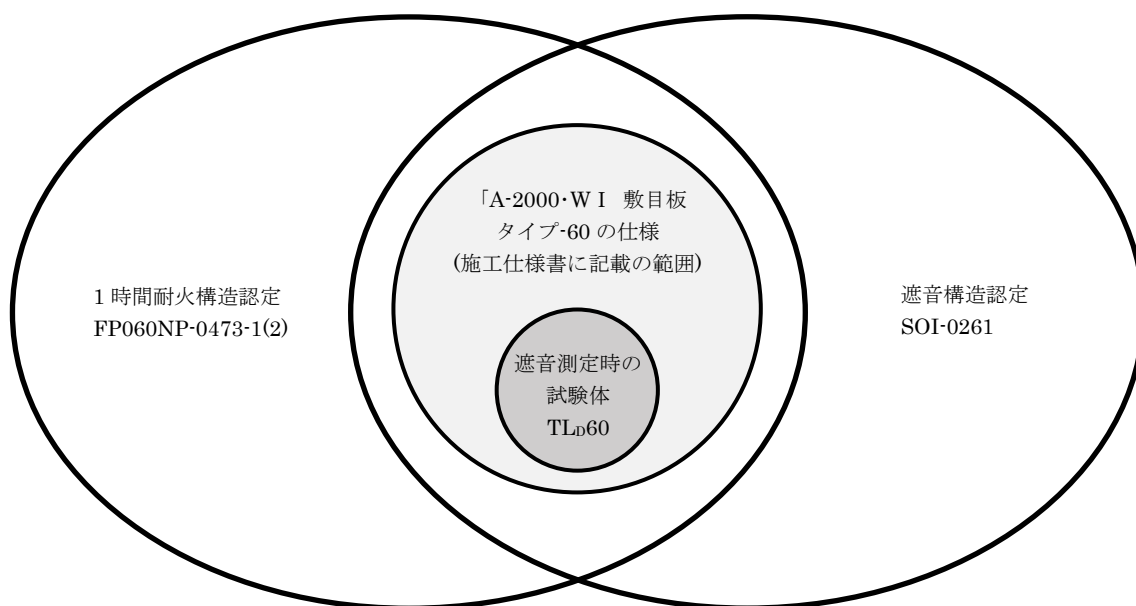 「A-2000･WⅠ 敷目板
タイプ-60 の仕様
(施工仕様書に記載の範囲)
1 時間耐火構造認定
FP060NP-0473-1(2)
遮音構造認定
SOI-0261
遮音測定時の
試験体
TLD60